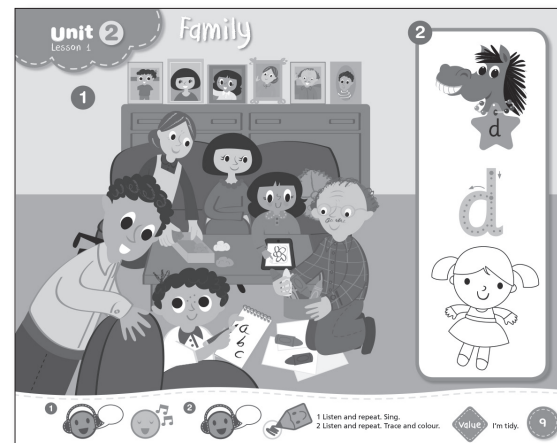 Unit 2
Lesson 1
Family
1
2
d
d
a
b
c
1
2
1 Listen and repeat. Sing.
2 Listen and repeat. Trace and colour.
Value
I'm tidy.
9